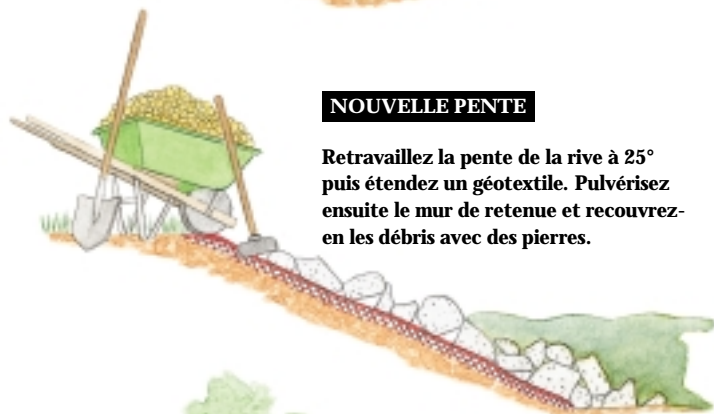 NOUVELLE PENTE
Retravaillez la pente de la rive à 25°
puis étendez un géotextile. Pulvérisez
ensuite le mur de retenue et recouvrez-
en les débris avec des pierres.